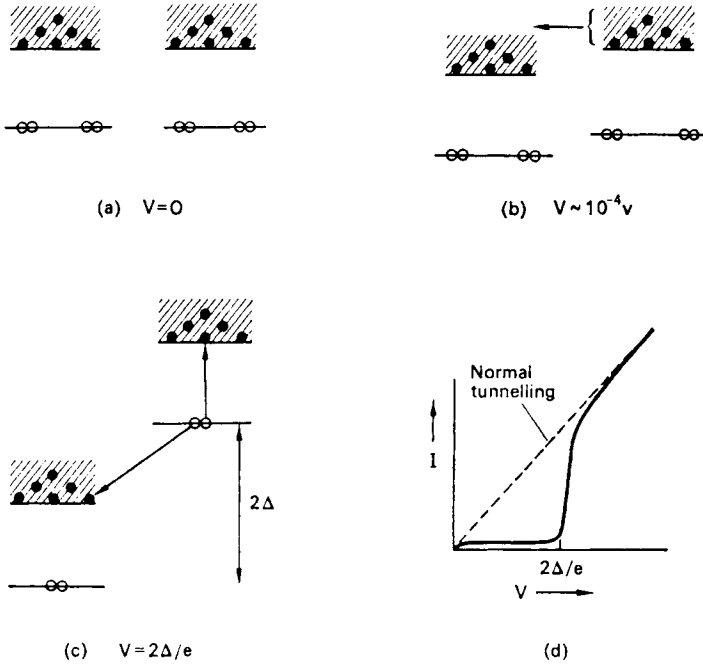 (a) V=0
(b) V ~ 10⁻⁴v
2Δ
(c) V = 2Δ/e
Normal
tunnelling
I
2Δ/e
V
(d)